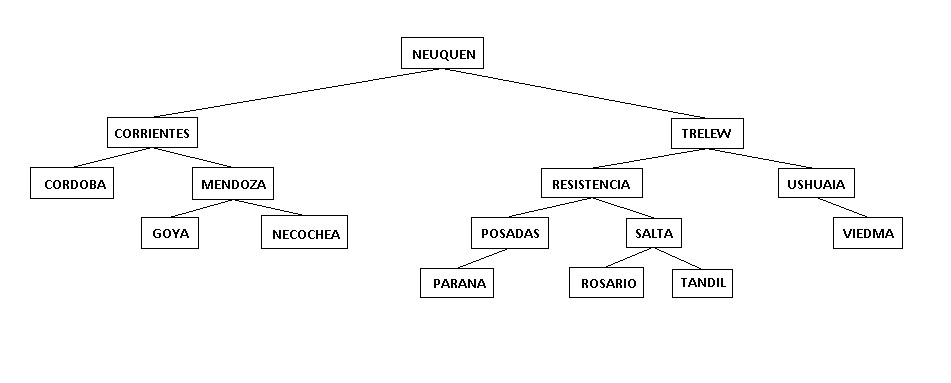 NEUQUEN
CORRIENTES
TRELEW
CORDOBA
MENDOZA
RESISTENCIA
USHUAIA
GOYA
NECOCHEA
POSADAS
SALTA
VIEDMA
PARANA
ROSARIO
TANDIL